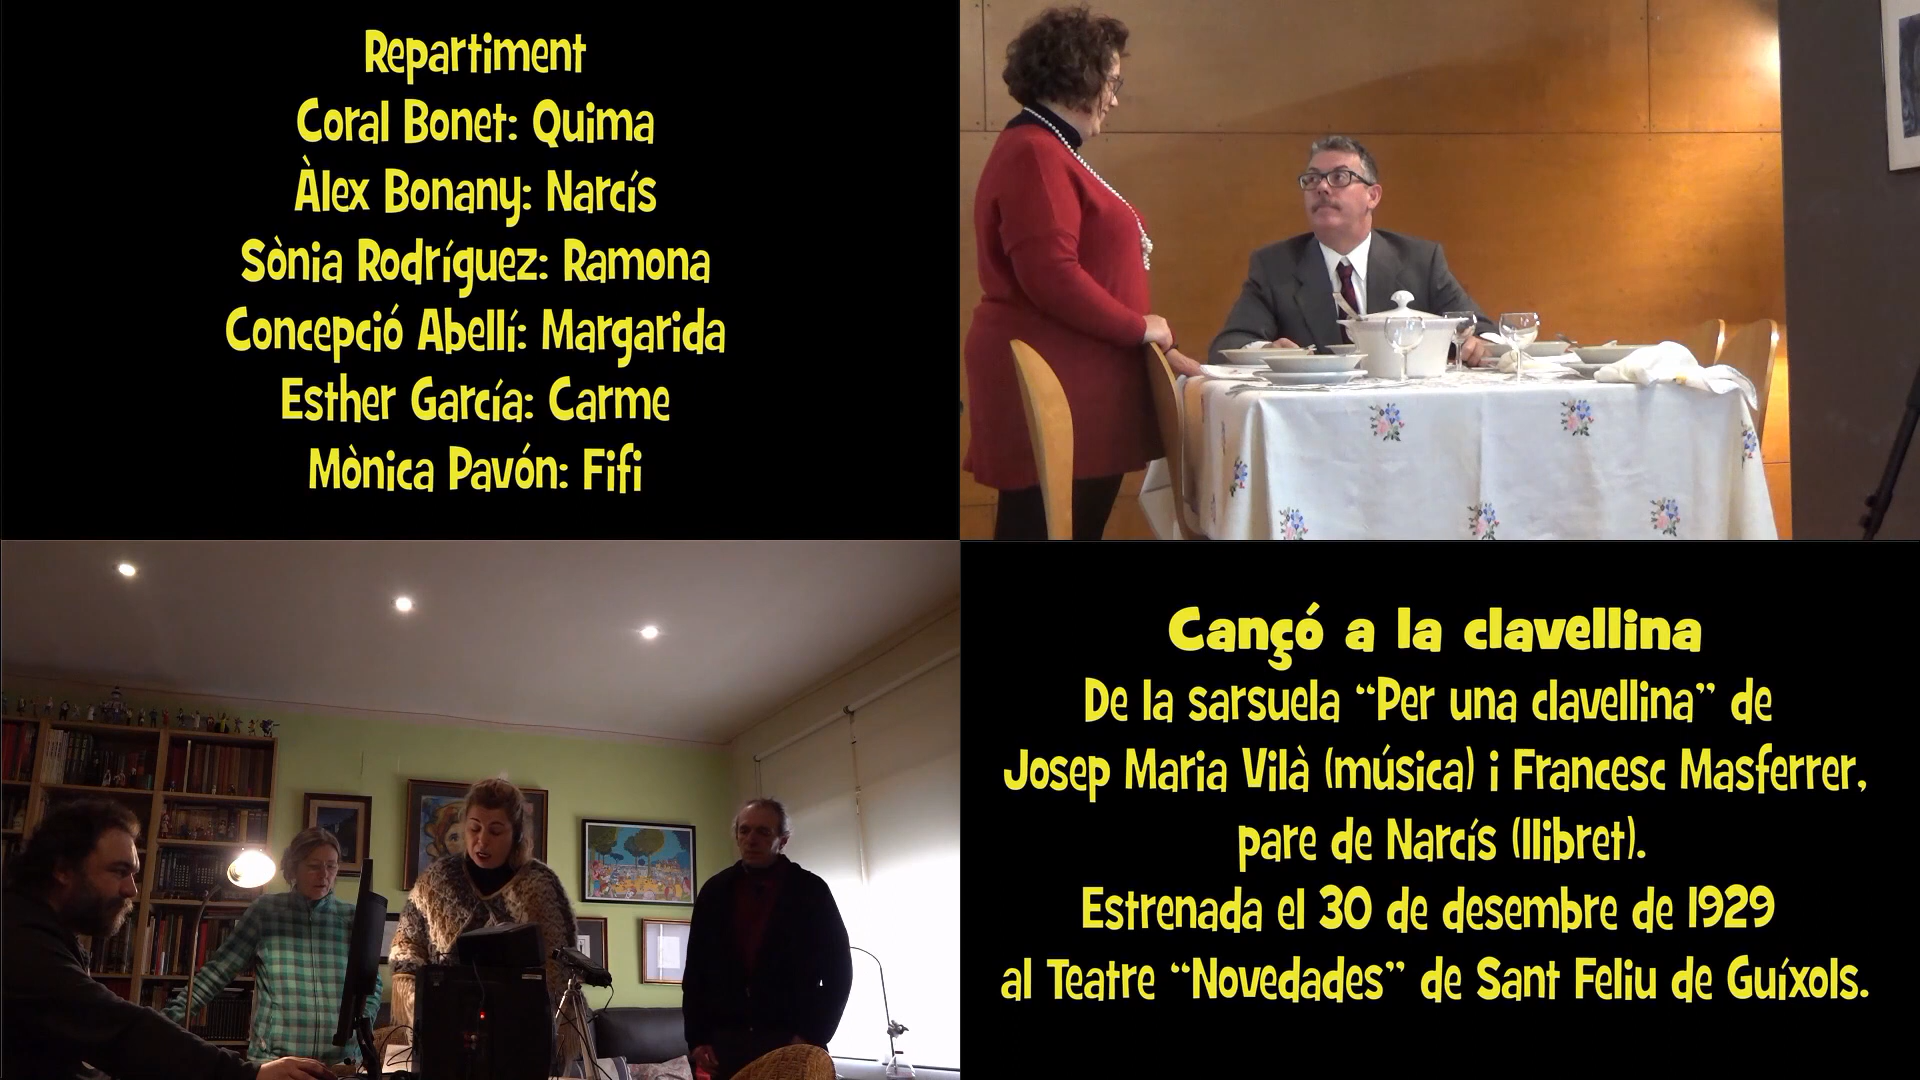 Repartiment
Coral Bonet: Quima
Àlex Bonany: Narcís
Sònia Rodríguez: Ramona
Concepció Abellí: Margarida
Esther García: Carme
Mònica Pavón: Fifi
Cançó a la clavellina
De la sarsuela “Per una clavellina” de
Josep Maria Vilà (música) i Francesc Masferrer,
pare de Narcís (llibret).
Estrenada el 30 de desembre de 1929
al Teatre “Novedades” de Sant Feliu de Guíxols.